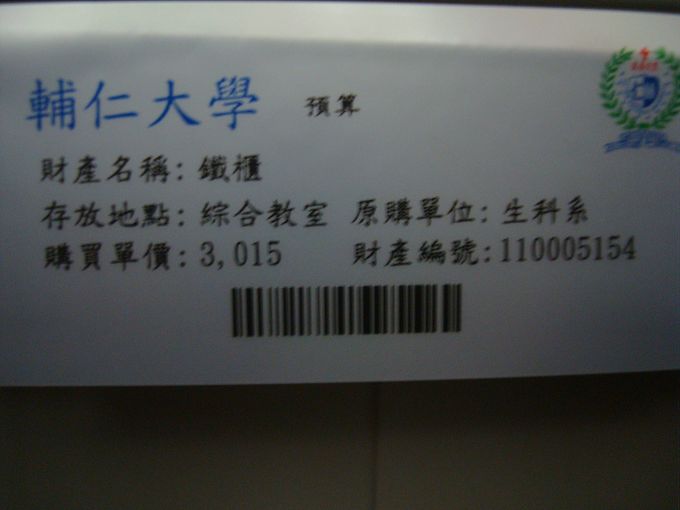 輔仁大學 預算
財產名稱: 鐵櫃
存放地點: 綜合教室 原購單位: 生科系
購買單價: 3,015 財產編號:110005154